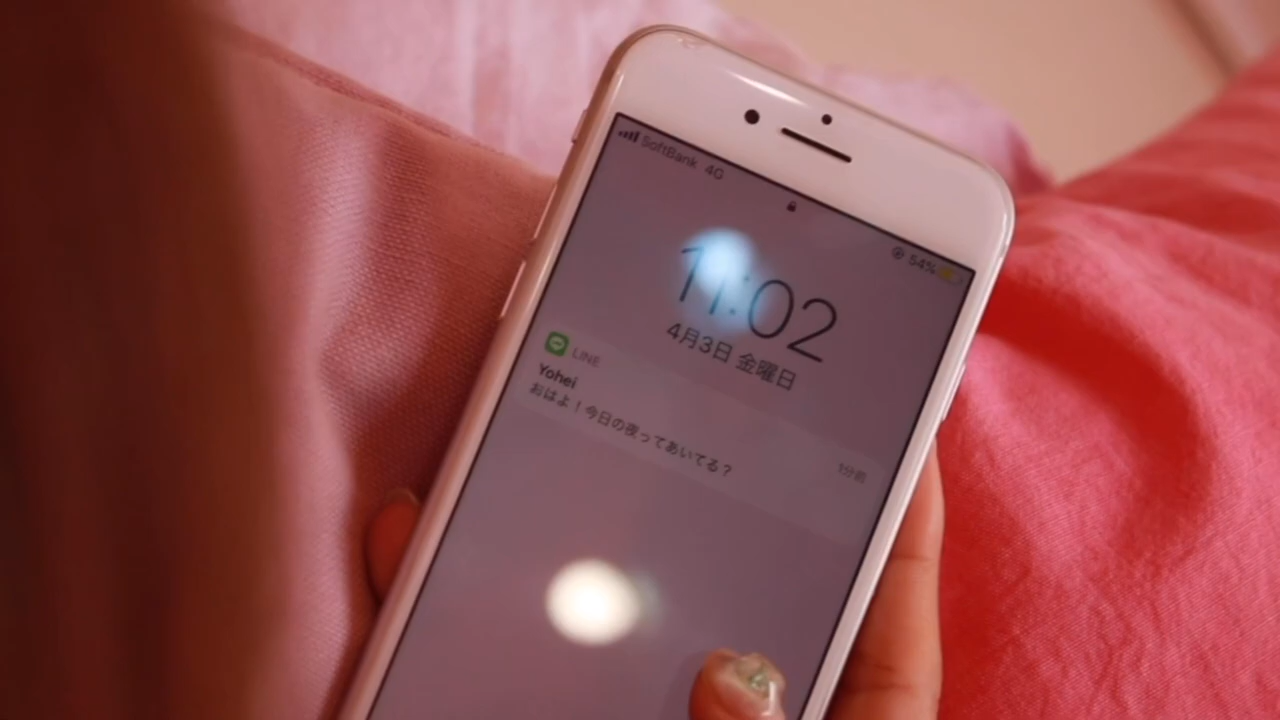 SoftBank 4G
54%
11:02
4月3日 金曜日
LINE
Yohei
1分前
おはよ！今日の夜ってあいてる？